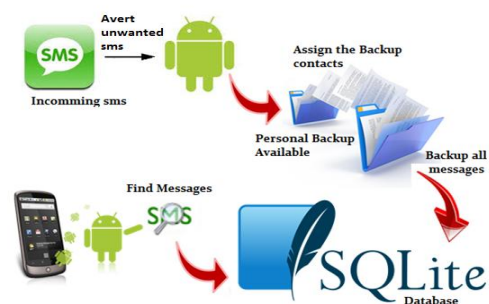 Avert
unwanted
sms
SMS
Incomming sms
Assign the Backup
contacts
Personal Backup
Available
Backup all
messages
Find Messages
SMS
SQLite
Database